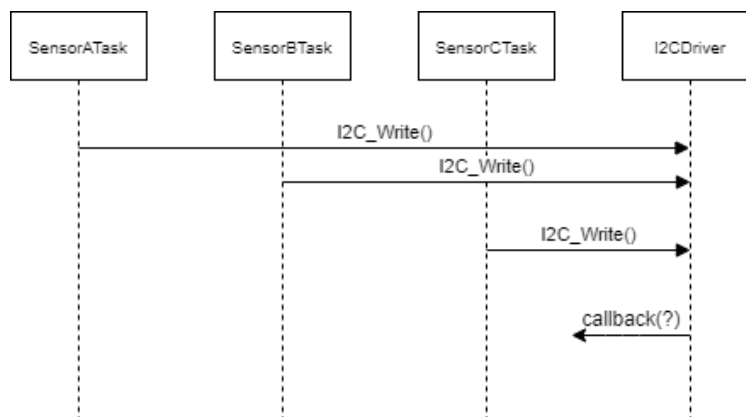 SensorATask
SensorBTask
SensorCTask
I2CDriver
I2C_Write()
I2C_Write()
I2C_Write()
callback(?)